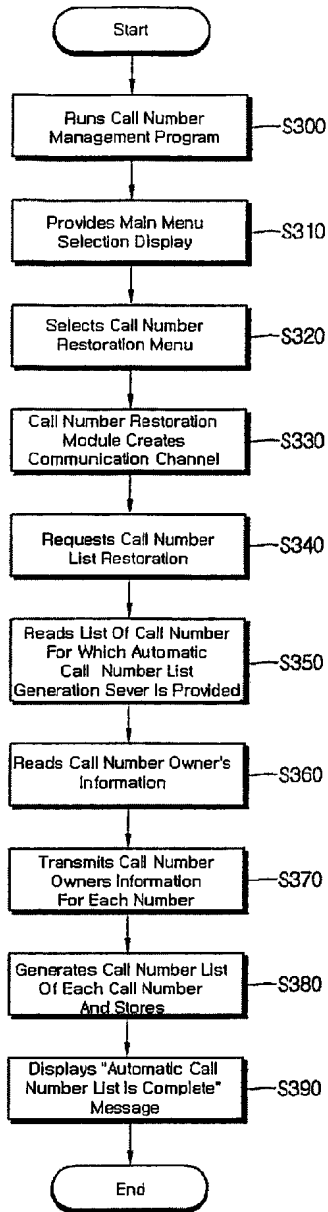 Start
Runs Call Number
Management Program
S300
Provides Main Menu
Selection Display
S310
Selects Call Number
Restoration Menu
S320
Call Number Restoration
Module Creates
Communication Channel
S330
Requests Call Number
List Restoration
S340
Reads List Of Call Number
For Which Automatic
Call Number List
Generation Sever Is Provided
S350
Reads Call Number Owner's
Information
S360
Transmits Call Number
Owners Information
For Each Number
S370
Generates Call Number List
Of Each Call Number
And Stores
S380
Displays "Automatic Call
Number List Is Complete"
Message
S390
End